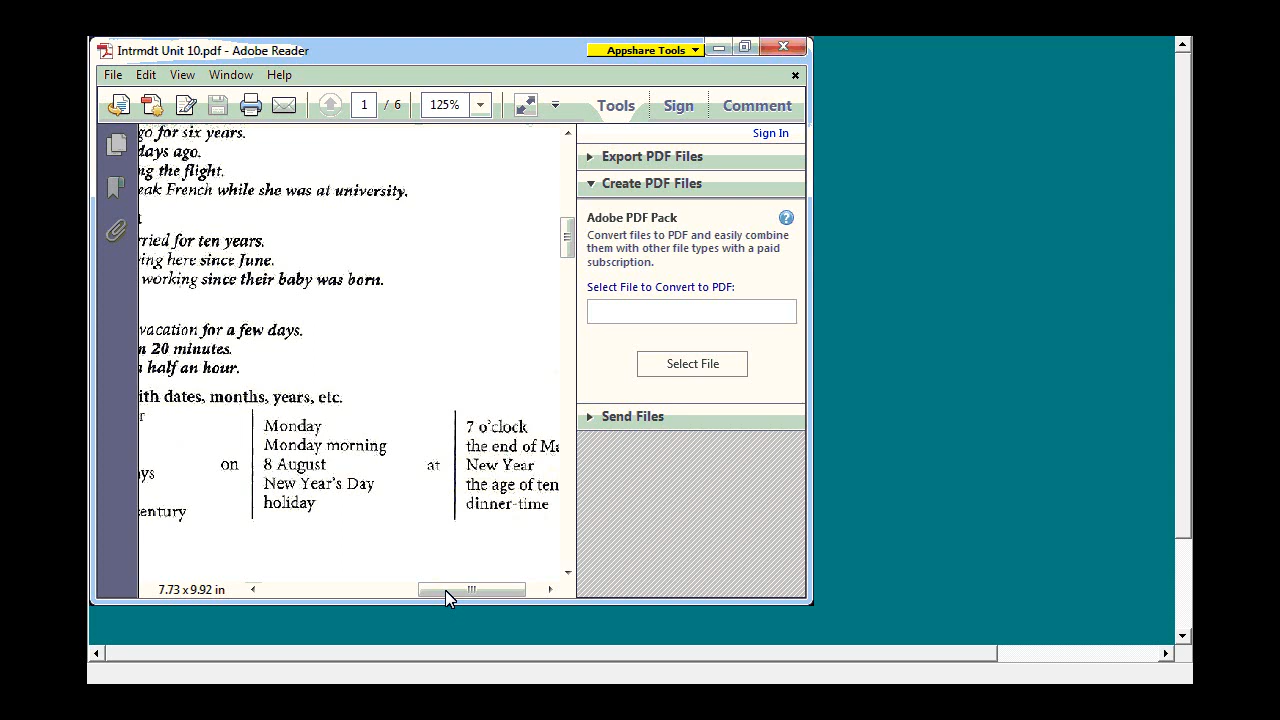 Intrmdt Unit 10.pdf - Adobe Reader
Appshare Tools
File Edit View Window Help
1 / 6 125% Tools Sign Comment
go for six years.
days ago.
ng the flight.
eak French while she was at university.
t
rried for ten years.
ving here since June.
working since their baby was born.
vacation for a few days.
n 20 minutes.
half an hour.
ith dates, months, years, etc.
r
ys
entury
on
Monday
Monday morning
8 August
New Year's Day
holiday
at
7 o'clock
the end of Ma
New Year
the age of ten
dinner-time
7.73 x 9.92 in
Sign In
Export PDF Files
Create PDF Files
Adobe PDF Pack
Convert files to PDF and easily combine
them with other file types with a paid
subscription.
Select File to Convert to PDF:
Select File
Send Files